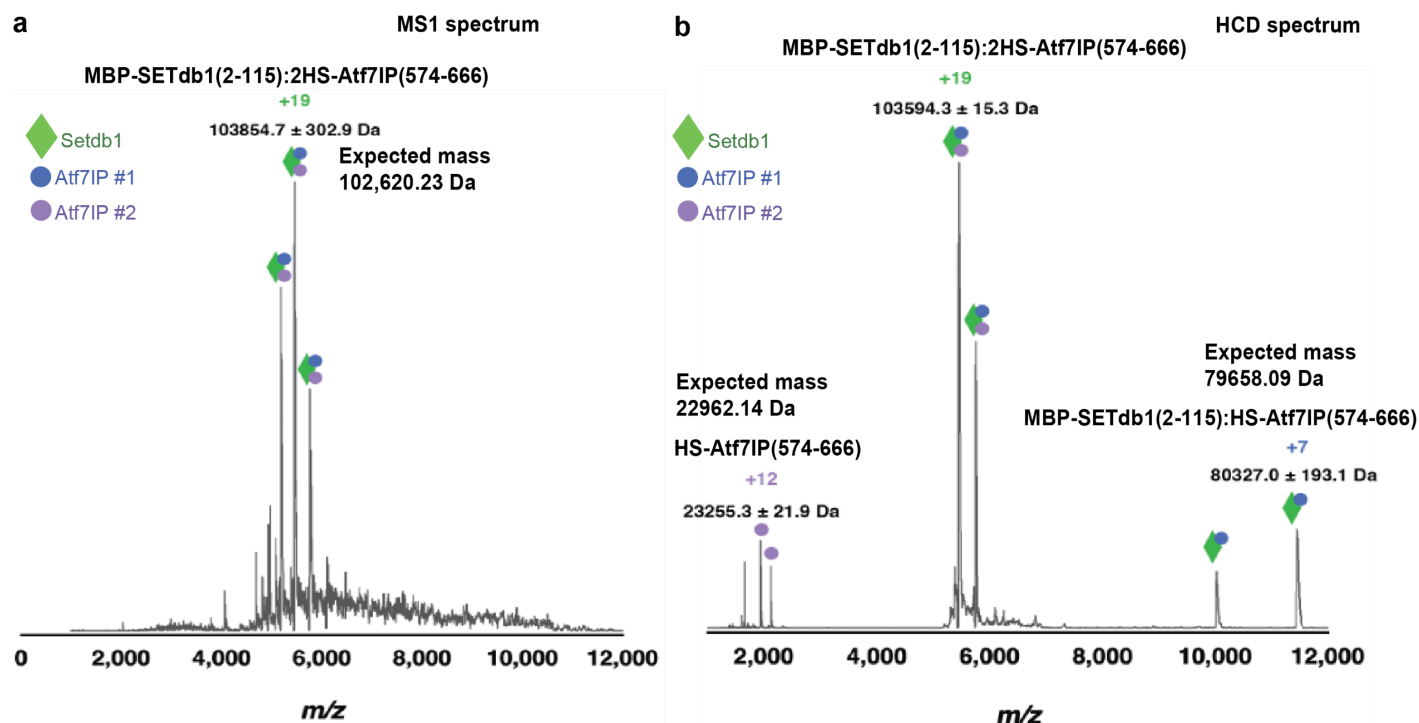 a
MS1 spectrum
MBP-SETdb1(2-115):2HS-Atf7IP(574-666)
+19
103854.7 ± 302.9 Da
Expected mass
102,620.23 Da
Setdb1
Atf7IP #1
Atf7IP #2
0 2,000 4,000 6,000 8,000 10,000 12,000
m/z
b
HCD spectrum
MBP-SETdb1(2-115):2HS-Atf7IP(574-666)
+19
103594.3 ± 15.3 Da
Setdb1
Atf7IP #1
Atf7IP #2
Expected mass
22962.14 Da
HS-Atf7IP(574-666)
+12
23255.3 ± 21.9 Da
Expected mass
79658.09 Da
MBP-SETdb1(2-115):HS-Atf7IP(574-666)
+7
80327.0 ± 193.1 Da
2,000 4,000 6,000 8,000 10,000 12,000
m/z